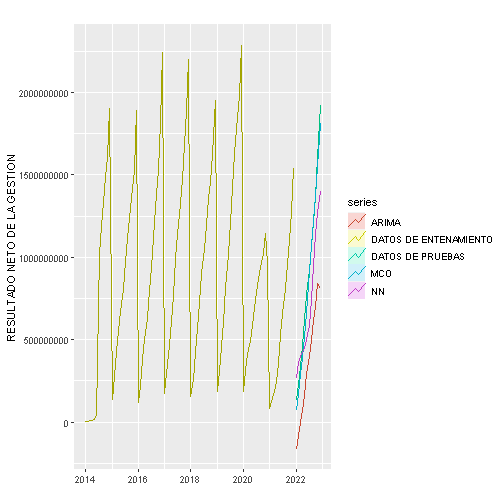 RESULTADO NETO DE LA GESTION
2000000000
1500000000
1000000000
500000000
0
2014
2016
2018
2020
2022
series
ARIMA
DATOS DE ENTENAMIENTO
DATOS DE PRUEBAS
MCO
NN